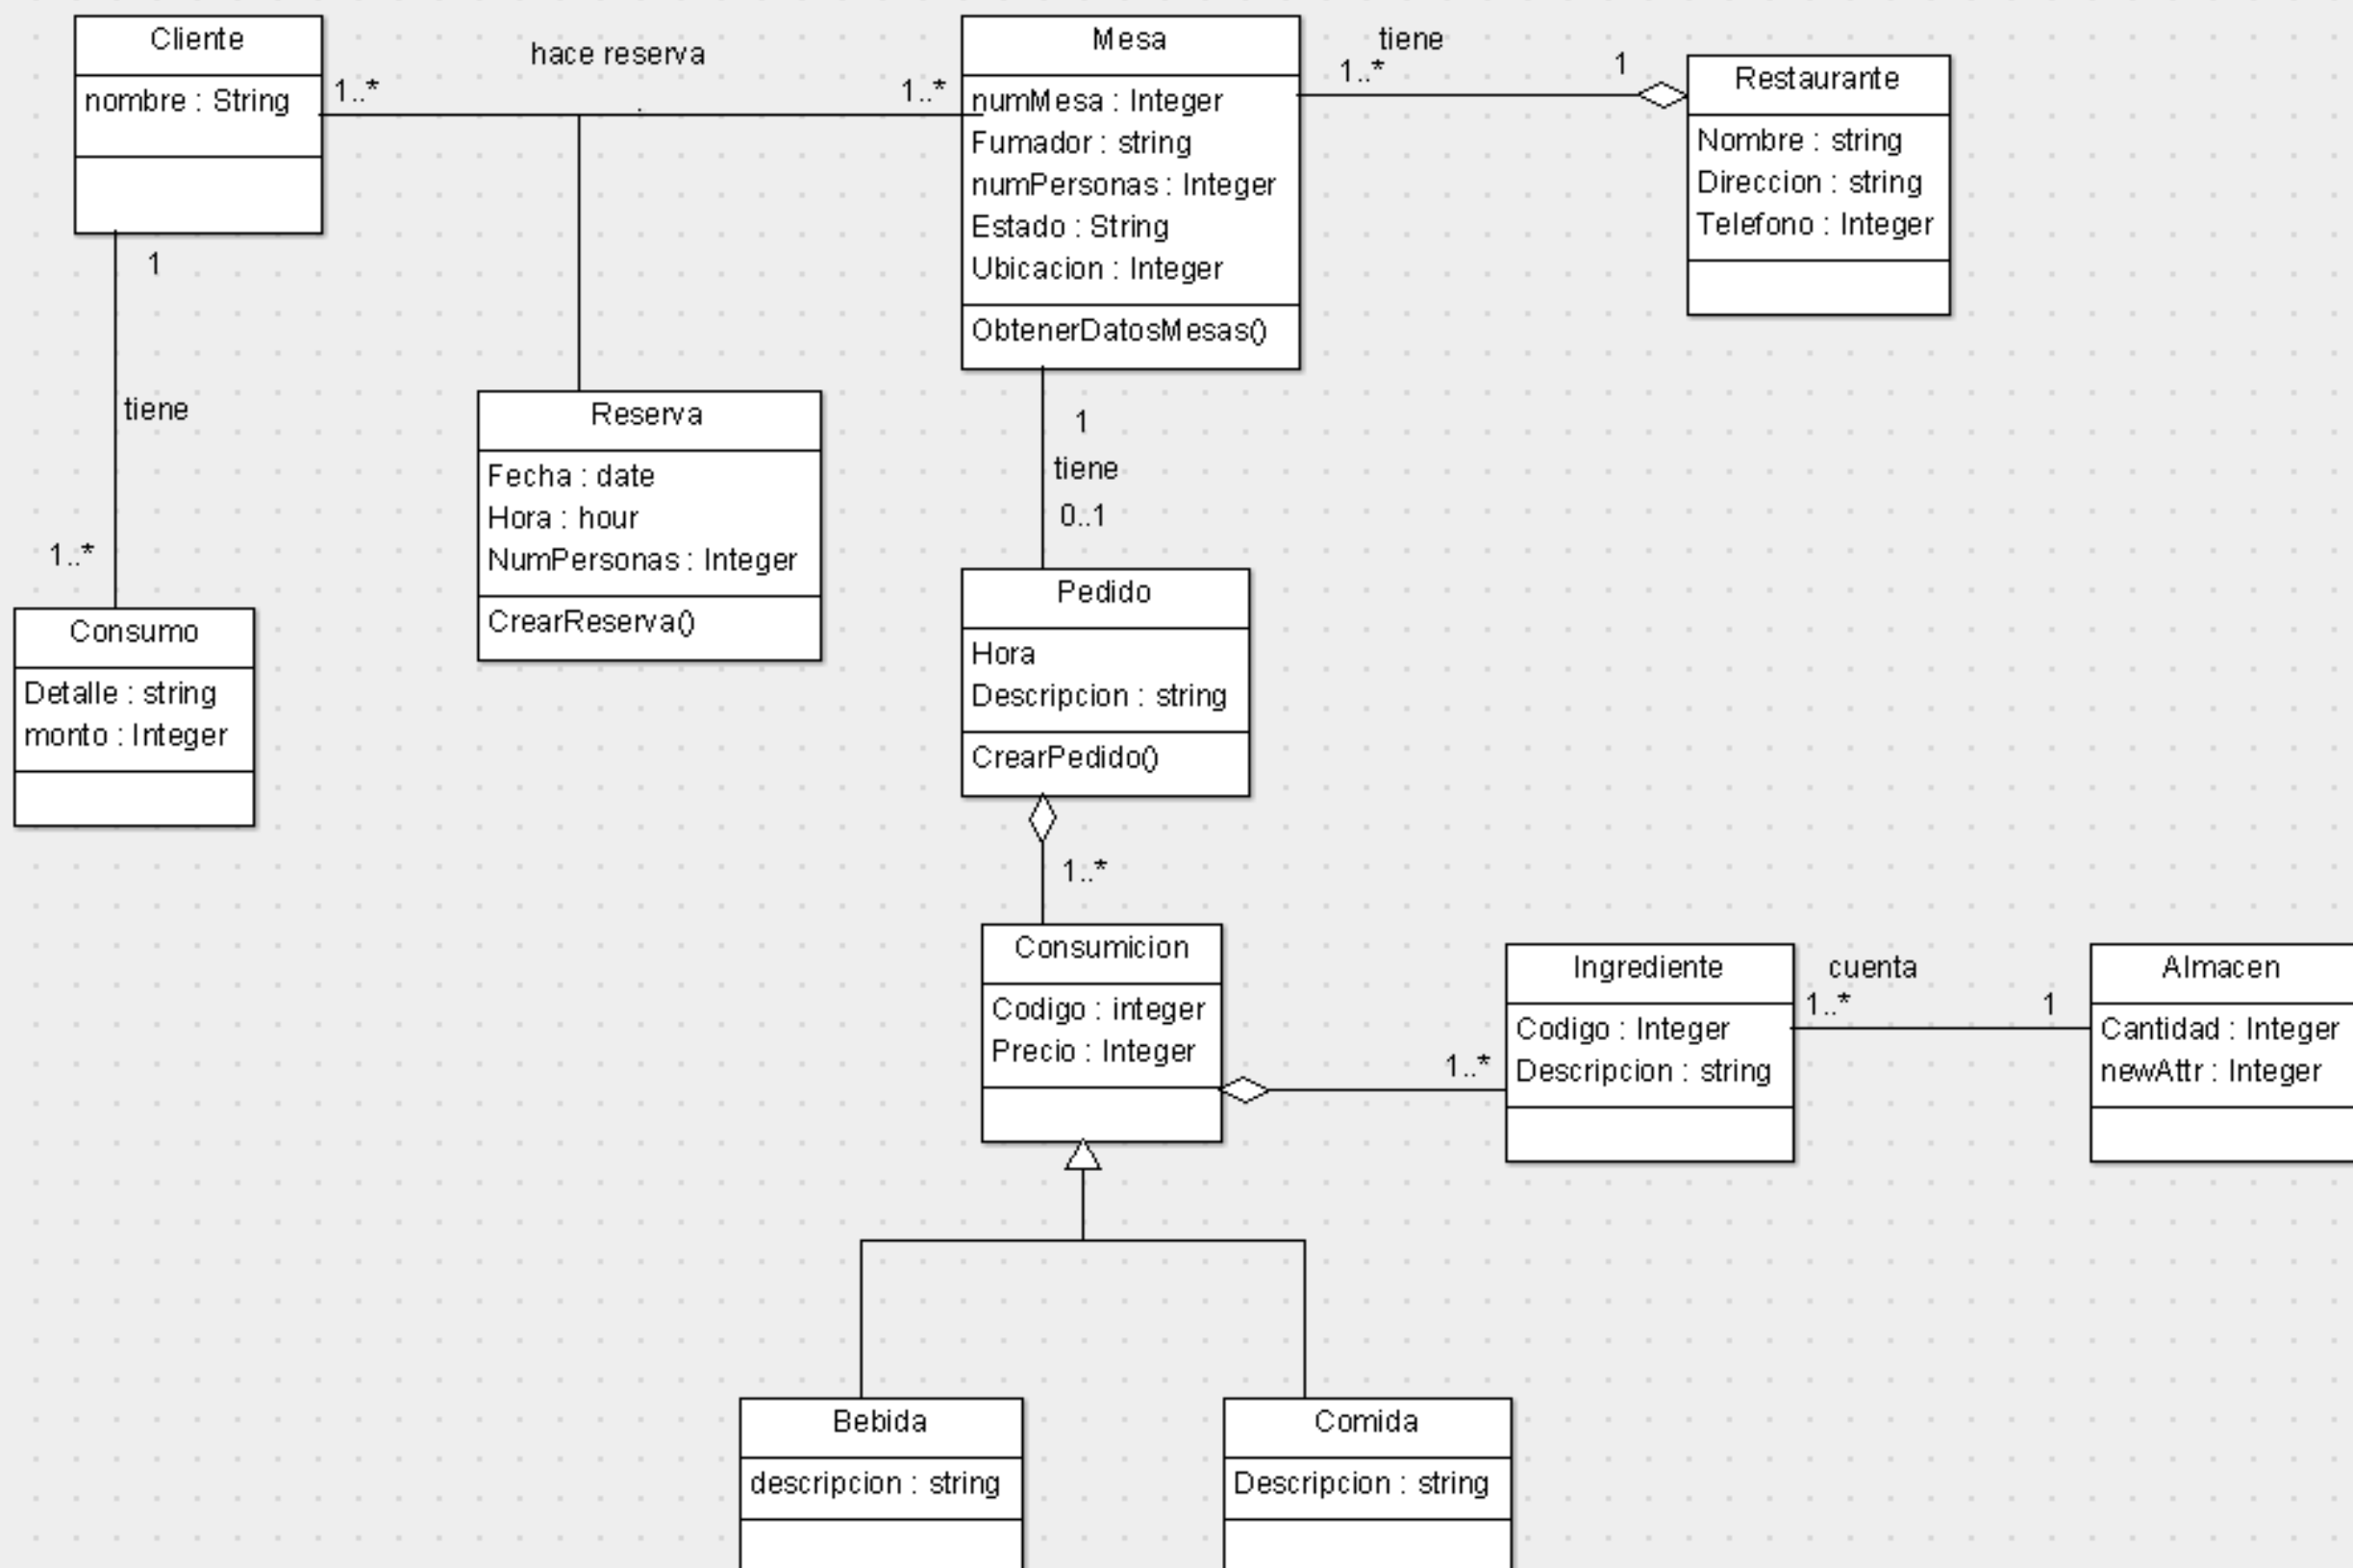 Cliente
nombre : String
hace reserva
1..*
1..*
Mesa
numMesa : Integer
Fumador : string
numPersonas : Integer
Estado : String
Ubicacion : Integer
ObtenerDatosMesas()
tiene
1..*
1
Restaurante
Nombre : string
Direccion : string
Telefono : Integer
1
tiene
1..*
Consumo
Detalle : string
monto : Integer
Reserva
Fecha : date
Hora : hour
NumPersonas : Integer
CrearReserva()
1
tiene
0..1
Pedido
Hora
Descripcion : string
CrearPedido()
1..*
Consumicion
Codigo : integer
Precio : Integer
1..*
Ingrediente
Codigo : Integer
Descripcion : string
cuenta
1..*
1
Almacen
Cantidad : Integer
newAttr : Integer
Bebida
descripcion : string
Comida
Descripcion : string